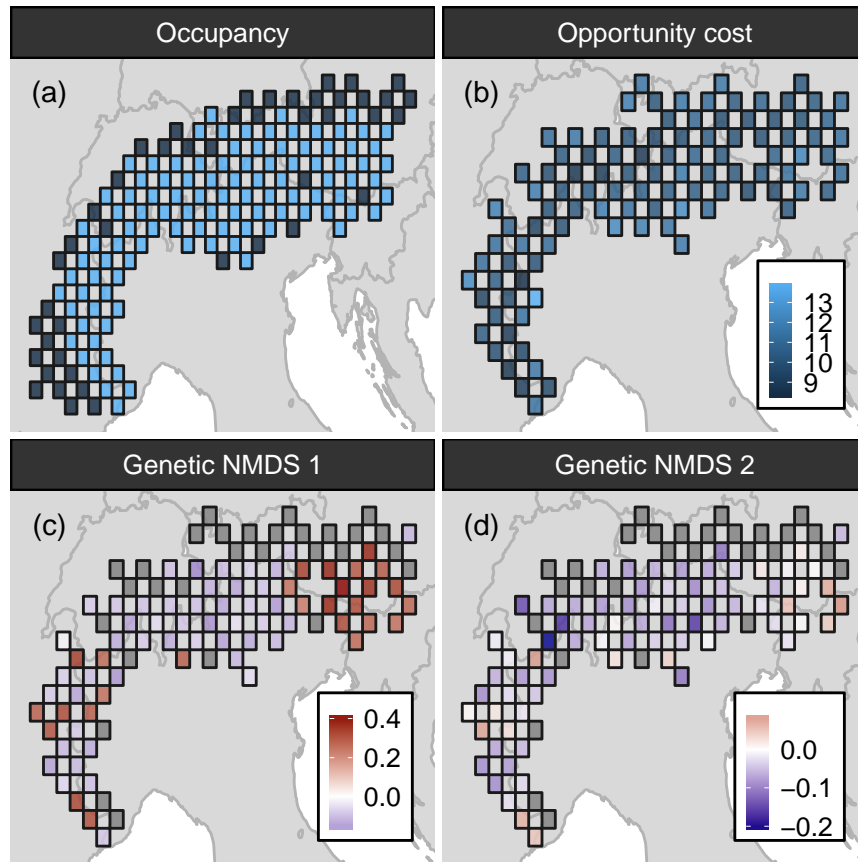 Occupancy
Opportunity cost
(a)
(b)
13
12
11
10
9
Genetic NMDS 1
Genetic NMDS 2
(c)
(d)
0.4
0.2
0.0
0.0
−0.1
−0.2